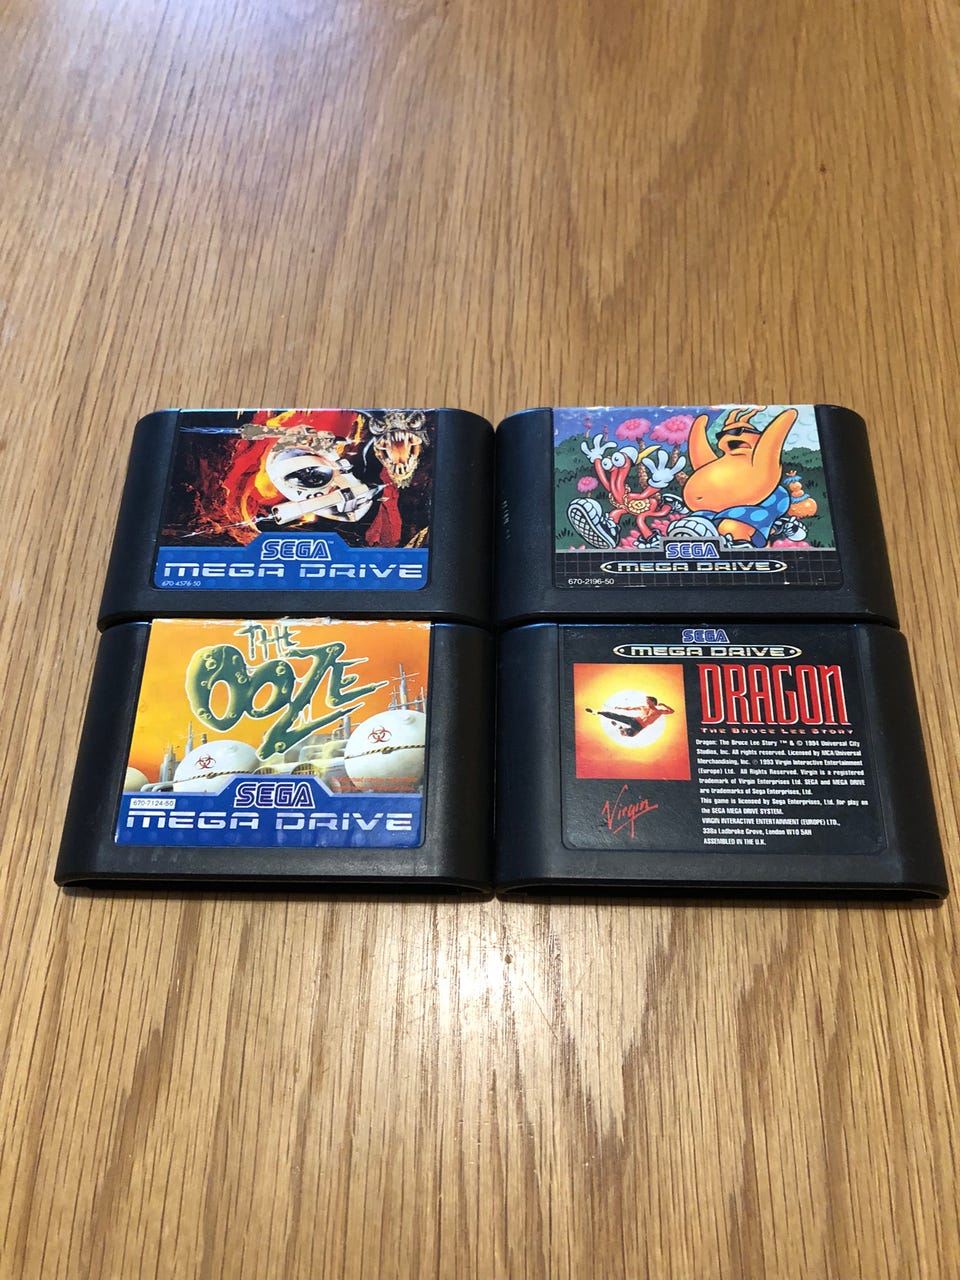 SEGA™
MEGA DRIVE
670-4376-50
SEGA
MEGA DRIVE
670-2196-50
THE
OOZE
670-7124-50
SEGA
MEGA DRIVE
SEGA
MEGA DRIVE
DRAGON
THE BRUCE LEE STORY
Dragon: The Bruce Lee Story ™ & © 1994 Universal City
Studios, Inc. All rights reserved. Licensed by MCA/Universal
Merchandising, Inc. ℗ 1993 Virgin Interactive Entertainment
(Europe) Ltd. All Rights Reserved. Virgin is a registered
trademark of Virgin Enterprises Ltd. SEGA and MEGA DRIVE
are trademarks of Sega Enterprises, Ltd.
This game is licensed by Sega Enterprises, Ltd. for play on
the SEGA MEGA DRIVE SYSTEM.
VIRGIN INTERACTIVE ENTERTAINMENT (EUROPE) LTD.,
338a Ladbroke Grove, London W10 5AH
ASSEMBLED IN THE U.K.
Virgin